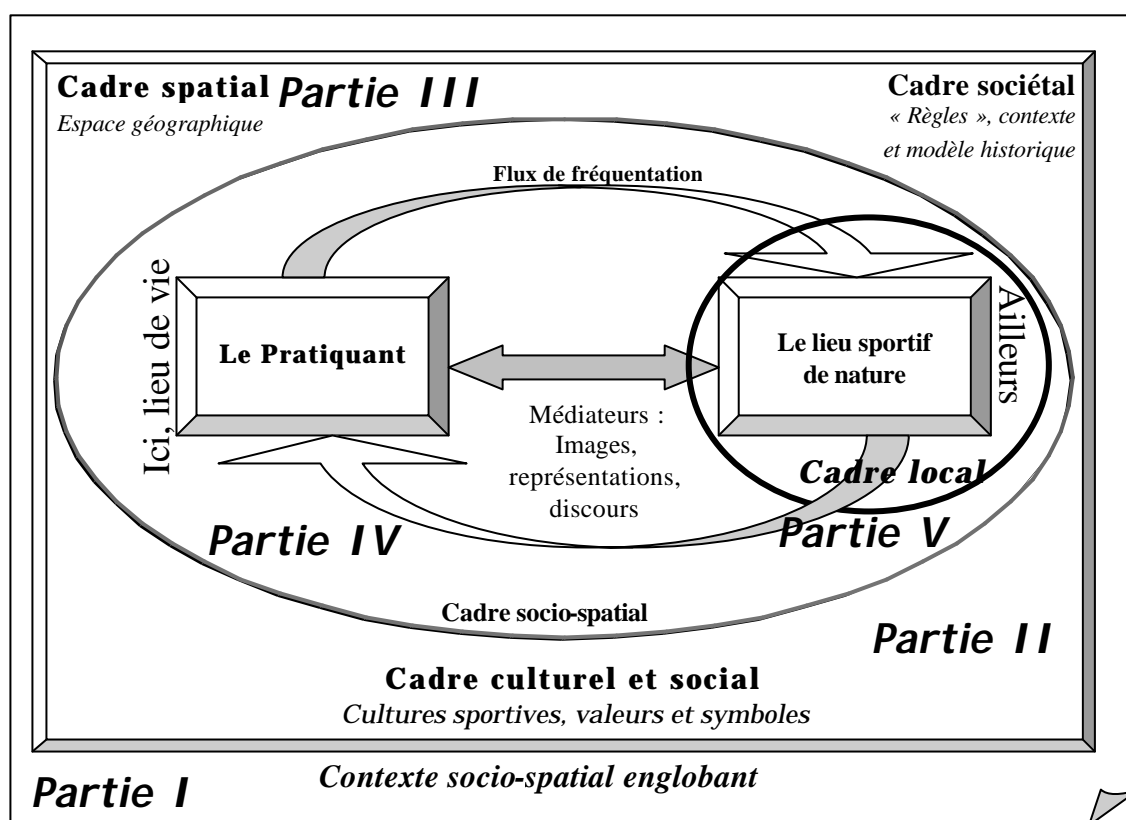 Cadre spatial Partie III
Espace géographique
Cadre sociétal
« Règles », contexte
et modèle historique
Flux de fréquentation
Ici, lieu de vie
Le Pratiquant
Le lieu sportif
de nature
Ailleurs
Médiateurs :
Images,
représentations,
discours
Cadre local
Partie IV
Partie V
Cadre socio-spatial
Partie II
Cadre culturel et social
Cultures sportives, valeurs et symboles
Partie I
Contexte socio-spatial englobant